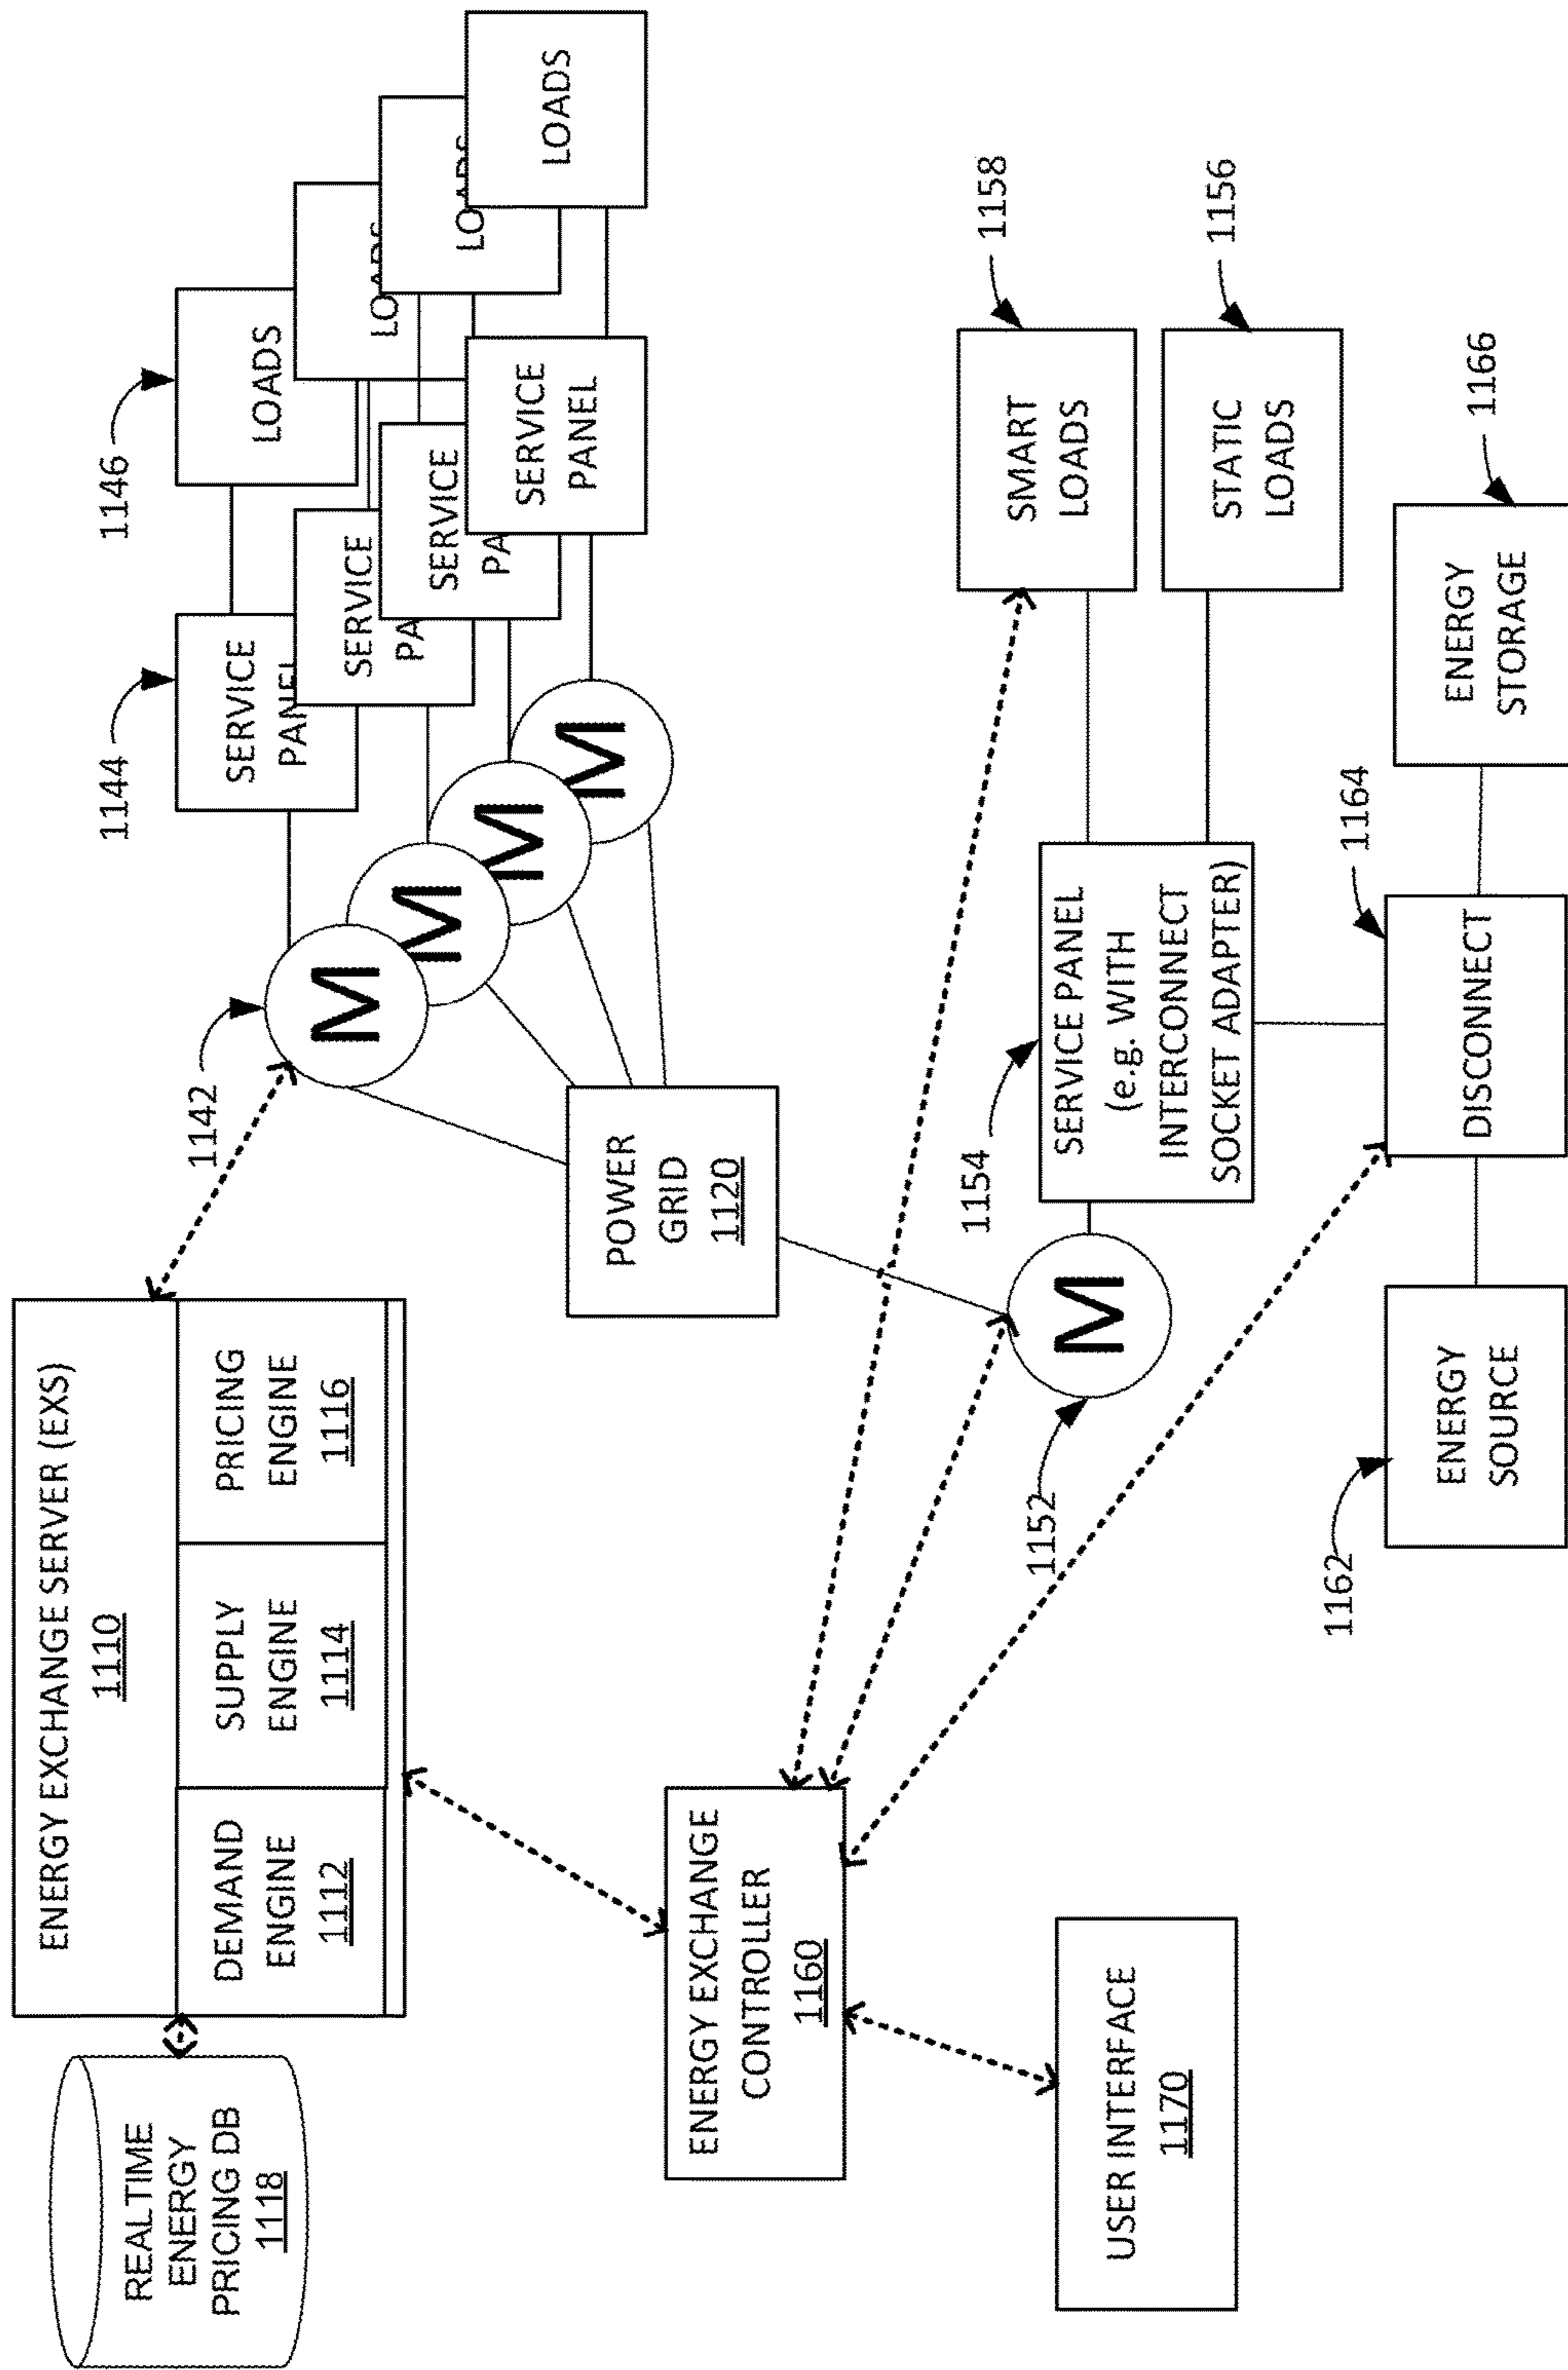 REALTIME
ENERGY
PRICING DB
1118
ENERGY EXCHANGE SERVER (EXS)
1110
DEMAND
ENGINE
1112
SUPPLY
ENGINE
1114
PRICING
ENGINE
1116
1142
M
M
M
M
1144
SERVICE
PANEL
SERVICE
PA
SERVICE
PA
SERVICE
PANEL
1146
LOADS
LOADS
LOADS
LOADS
POWER
GRID
1120
ENERGY EXCHANGE
CONTROLLER
1160
USER INTERFACE
1170
1152
M
1154
SERVICE PANEL
(e.g. WITH
INTERCONNECT
SOCKET ADAPTER)
1158
SMART
LOADS
1156
STATIC
LOADS
1162
ENERGY
SOURCE
1164
DISCONNECT
1166
ENERGY
STORAGE